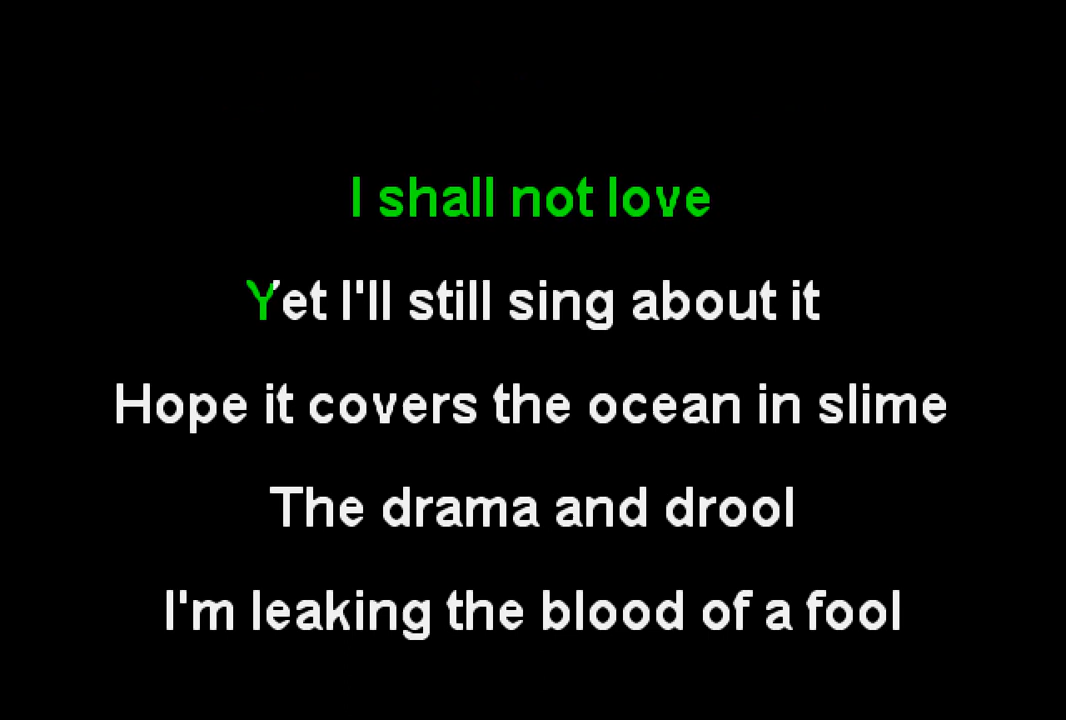 I shall not love
Yet I'll still sing about it
Hope it covers the ocean in slime
The drama and drool
I'm leaking the blood of a fool